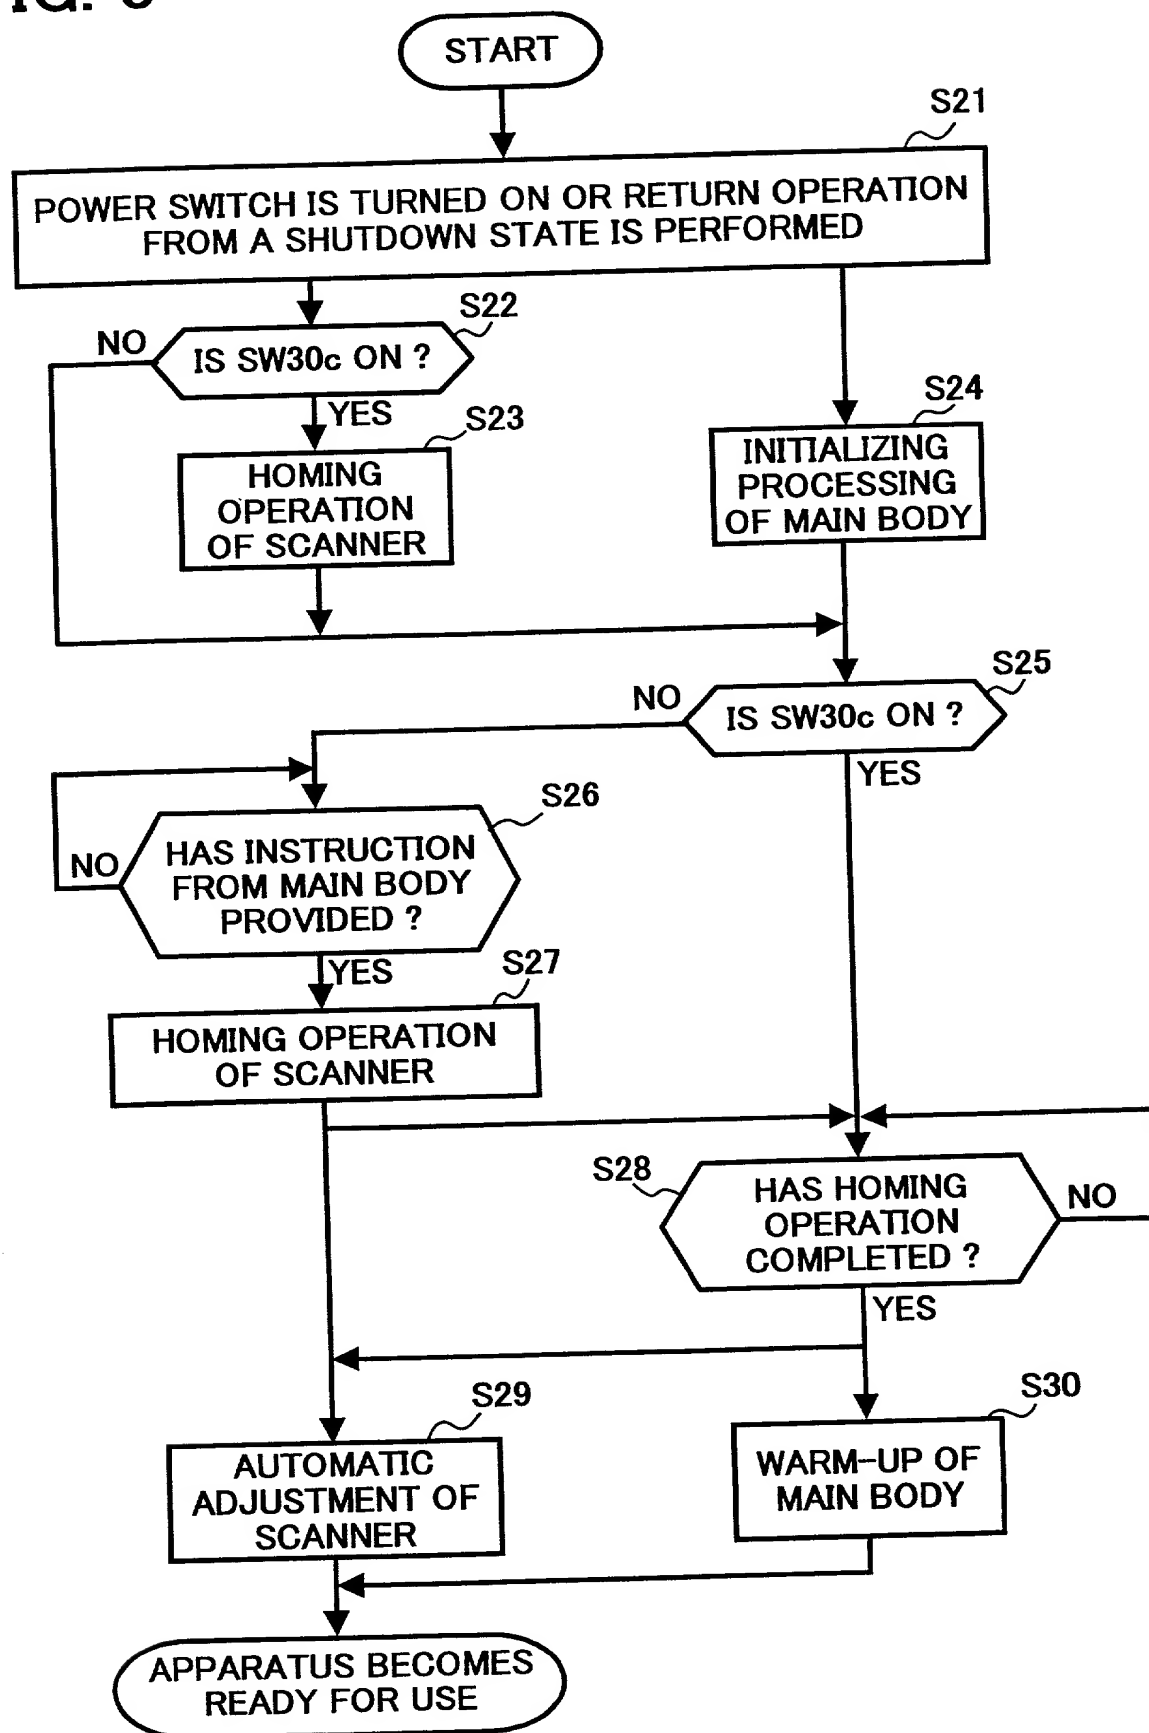 START
S21
POWER SWITCH IS TURNED ON OR RETURN OPERATION
FROM A SHUTDOWN STATE IS PERFORMED
S22
NO
IS SW30c ON ?
YES
S23
HOMING
OPERATION
OF SCANNER
S24
INITIALIZING
PROCESSING
OF MAIN BODY
S25
NO
IS SW30c ON ?
YES
S26
HAS INSTRUCTION
FROM MAIN BODY
PROVIDED ?
NO
YES
S27
HOMING OPERATION
OF SCANNER
S28
HAS HOMING
OPERATION
COMPLETED ?
NO
YES
S29
AUTOMATIC
ADJUSTMENT OF
SCANNER
S30
WARM-UP OF
MAIN BODY
APPARATUS BECOMES
READY FOR USE